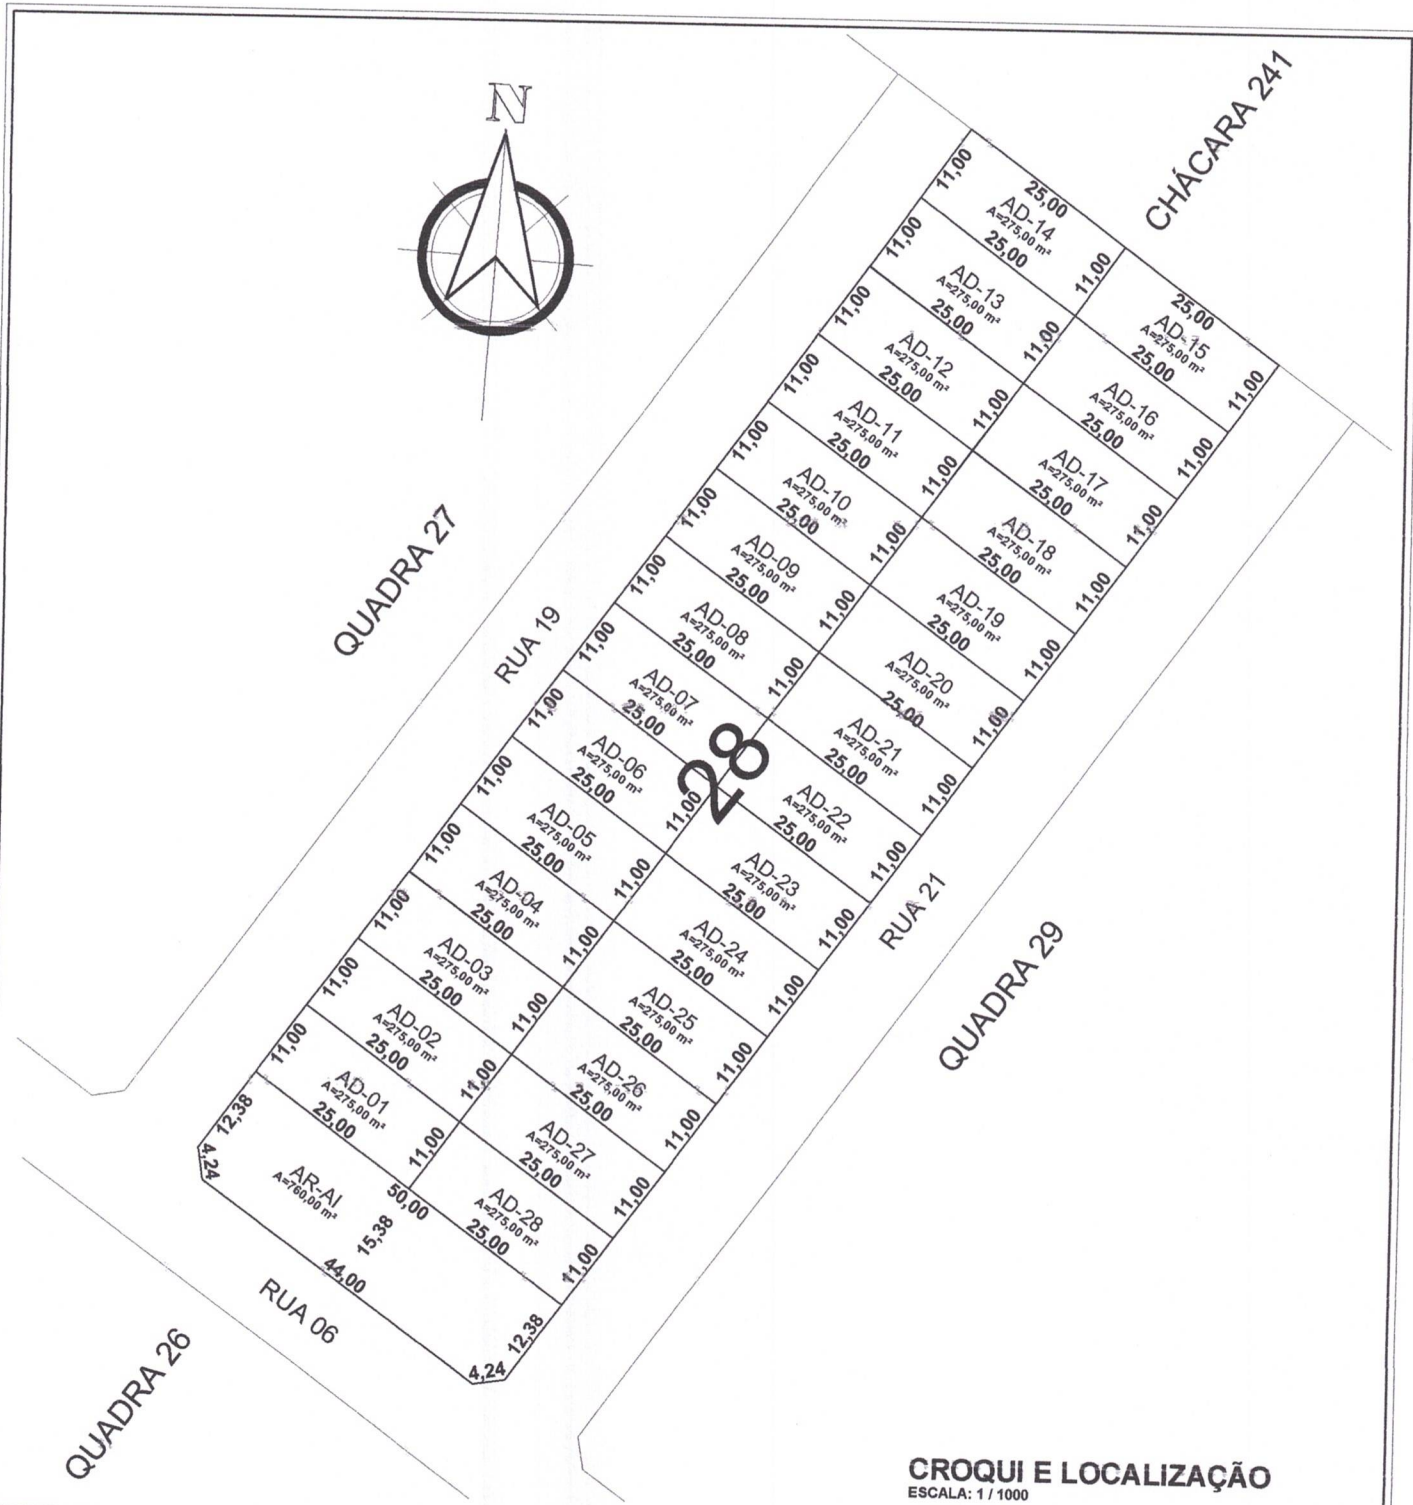 N
CHÁCARA 241
QUADRA 27
RUA 19
28
RUA 21
QUADRA 29
RUA 06
QUADRA 26
11,00
25,00
AD-14
A=275,00 m²
25,00
11,00
11,00
AD-13
A=275,00 m²
25,00
11,00
11,00
AD-12
A=275,00 m²
25,00
11,00
11,00
AD-11
A=275,00 m²
25,00
11,00
11,00
AD-10
A=275,00 m²
25,00
11,00
11,00
AD-09
A=275,00 m²
25,00
11,00
11,00
AD-08
A=275,00 m²
25,00
11,00
11,00
AD-07
A=275,00 m²
25,00
11,00
AD-06
A=275,00 m²
25,00
11,00
11,00
AD-05
A=275,00 m²
25,00
11,00
11,00
AD-04
A=275,00 m²
25,00
11,00
11,00
AD-03
A=275,00 m²
25,00
11,00
11,00
AD-02
A=275,00 m²
25,00
11,00
11,00
AD-01
A=275,00 m²
25,00
11,00
25,00
AD-15
A=275,00 m²
25,00
11,00
AD-16
A=275,00 m²
25,00
11,00
AD-17
A=275,00 m²
25,00
11,00
AD-18
A=275,00 m²
25,00
11,00
AD-19
A=275,00 m²
25,00
11,00
AD-20
A=275,00 m²
25,00
11,00
AD-21
A=275,00 m²
25,00
11,00
AD-22
A=275,00 m²
25,00
11,00
AD-23
A=275,00 m²
25,00
11,00
AD-24
A=275,00 m²
25,00
11,00
AD-25
A=275,00 m²
25,00
11,00
AD-26
A=275,00 m²
25,00
11,00
AD-27
A=275,00 m²
25,00
11,00
AD-28
A=275,00 m²
25,00
11,00
12,38
4,24
AR-AI
A=760,00 m²
50,00
15,38
44,00
4,24
12,38
CROQUI E LOCALIZAÇÃO
ESCALA: 1 / 1000